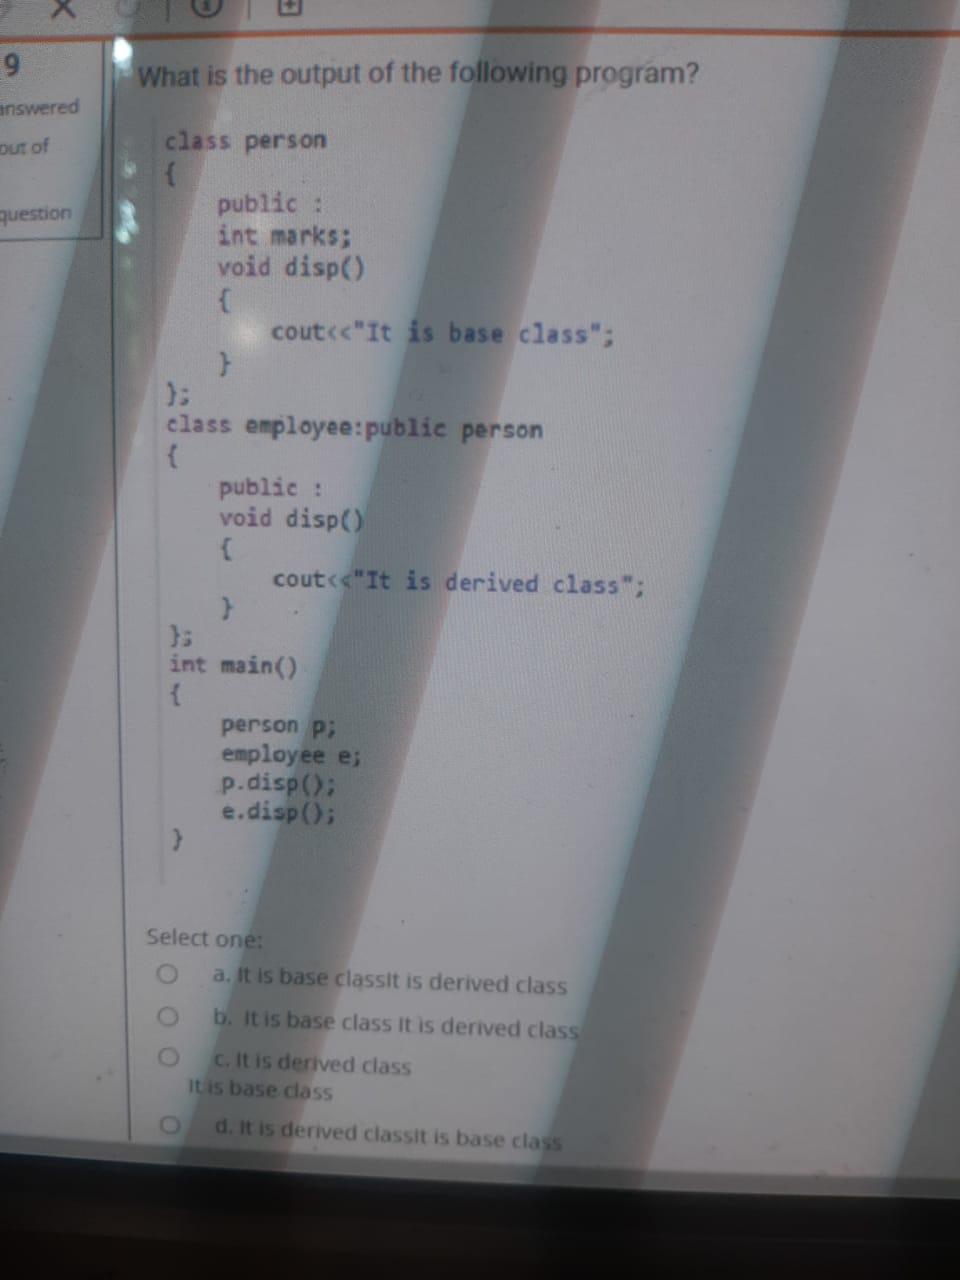 9
answered
out of
question
What is the output of the following program?
class person
{
public :
int marks;
void disp()
{
cout<<"It is base class";
}
};
class employee:public person
{
public :
void disp()
{
cout<<"It is derived class";
}
};
int main()
{
person p;
employee e;
p.disp();
e.disp();
}
Select one:
a. It is base classIt is derived class
b. It is base class It is derived class
c. It is derived class
It is base class
d. It is derived classIt is base class